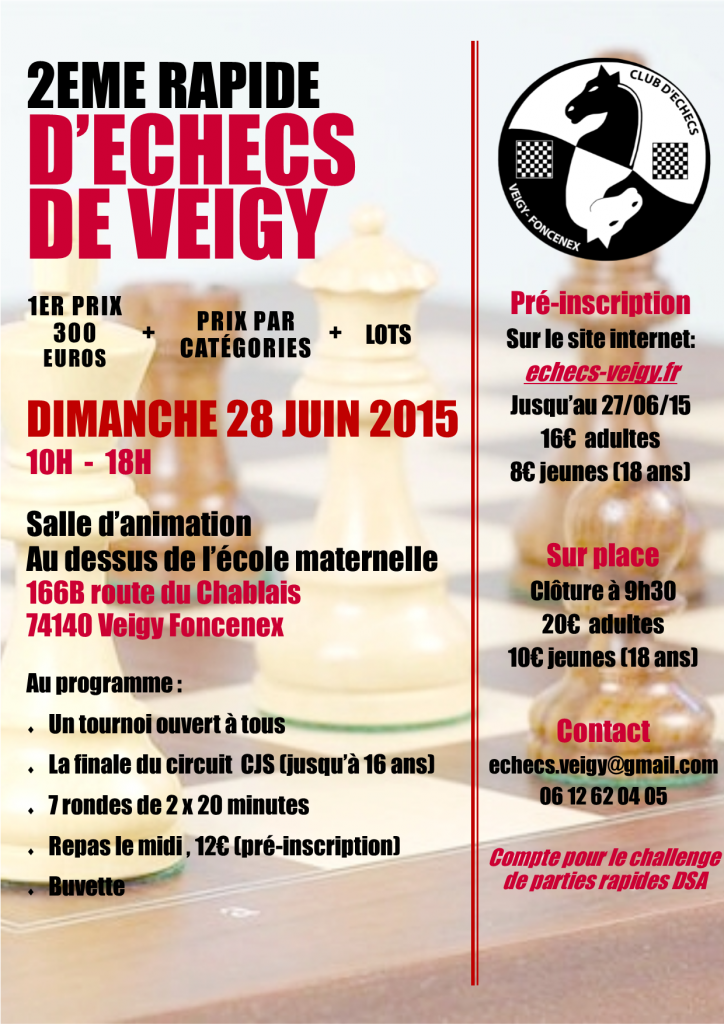 2EME RAPIDE
D'ECHECS
DE VEIGY
1ER PRIX
300
EUROS
+
PRIX PAR
CATÉGORIES
+
LOTS
DIMANCHE 28 JUIN 2015
10H - 18H
Salle d'animation
Au dessus de l'école maternelle
166B route du Chablais
74140 Veigy Foncenex
Au programme :
Un tournoi ouvert à tous
La finale du circuit CJS (jusqu'à 16 ans)
7 rondes de 2 x 20 minutes
Repas le midi , 12€ (pré-inscription)
Buvette
CLUB D'ECHECS
VEIGY- FONCENEX
Pré-inscription
Sur le site internet:
echecs-veigy.fr
Jusqu'au 27/06/15
16€ adultes
8€ jeunes (18 ans)
Sur place
Clôture à 9h30
20€ adultes
10€ jeunes (18 ans)
Contact
echecs.veigy@gmail.com
06 12 62 04 05
Compte pour le challenge
de parties rapides DSA